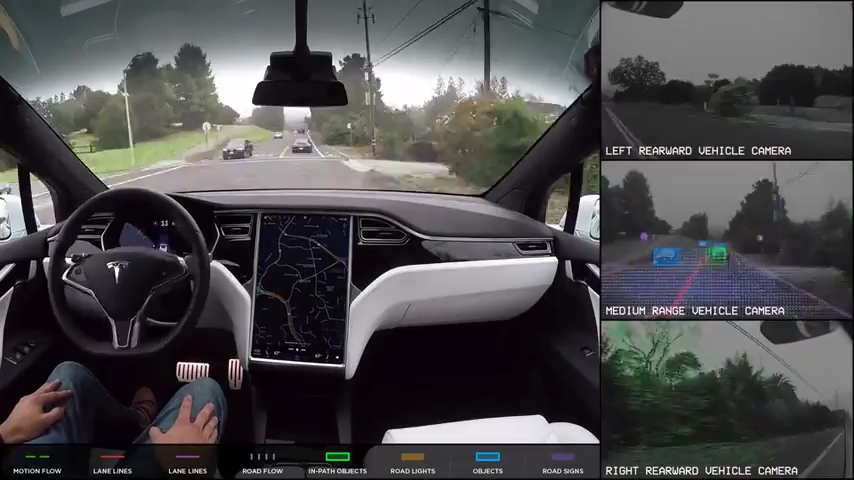 LEFT REARWARD VEHICLE CAMERA
MEDIUM RANGE VEHICLE CAMERA
RIGHT REARWARD VEHICLE CAMERA
MOTION FLOW
LANE LINES
LANE LINES
ROAD FLOW
IN-PATH OBJECTS
ROAD LIGHTS
OBJECTS
ROAD SIGNS